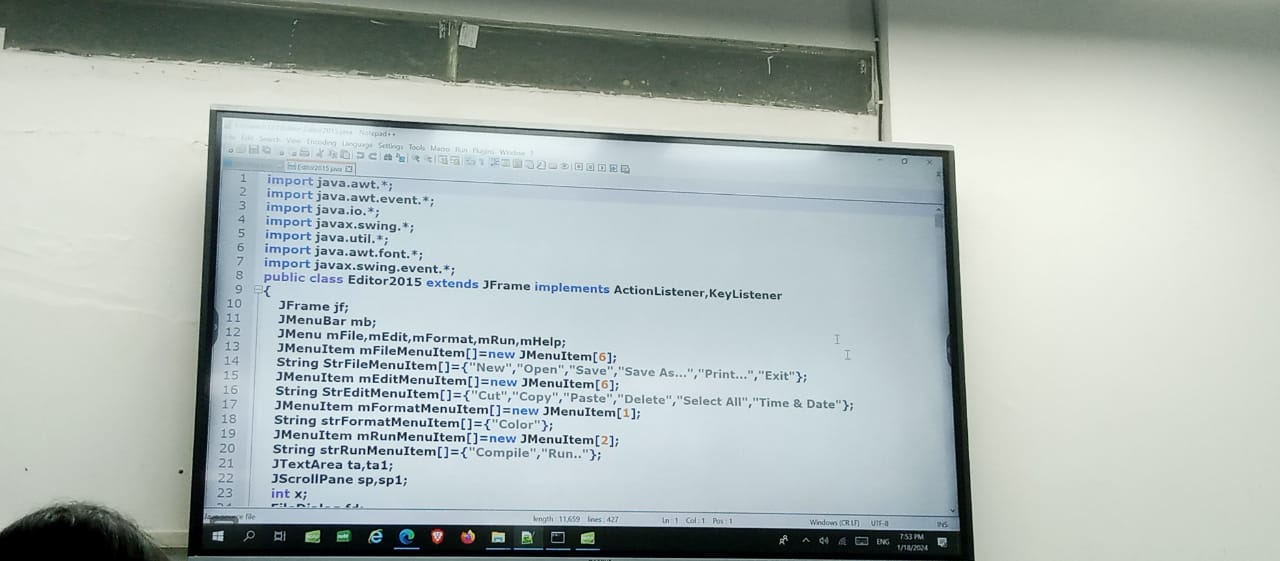 Editor2015.java - Notepad++
Edit Search View Encoding Language Settings Tools Macro Run Plugins Window ?
Editor2015.java
1 import java.awt.*;
2 import java.awt.event.*;
3 import java.io.*;
4 import javax.swing.*;
5 import java.util.*;
6 import java.awt.font.*;
7 import javax.swing.event.*;
8 public class Editor2015 extends JFrame implements ActionListener,KeyListener
9 {
10 JFrame jf;
11 JMenuBar mb;
12 JMenu mFile,mEdit,mFormat,mRun,mHelp;
13 JMenuItem mFileMenuItem[]=new JMenuItem[6];
14 String StrFileMenuItem[]={"New","Open","Save","Save As...","Print...","Exit"};
15 JMenuItem mEditMenuItem[]=new JMenuItem[6];
16 String StrEditMenuItem[]={"Cut","Copy","Paste","Delete","Select All","Time & Date"};
17 JMenuItem mFormatMenuItem[]=new JMenuItem[1];
18 String strFormatMenuItem[]={"Color"};
19 JMenuItem mRunMenuItem[]=new JMenuItem[2];
20 String strRunMenuItem[]={"Compile","Run.."};
21 JTextArea ta,ta1;
22 JScrollPane sp,sp1;
23 int x;
file length : 11,659 lines : 427 Ln : 1 Col : 1 Pos : 1 Windows (CR LF) UTF-8 INS
ENG 7:53 PM
1/18/2024